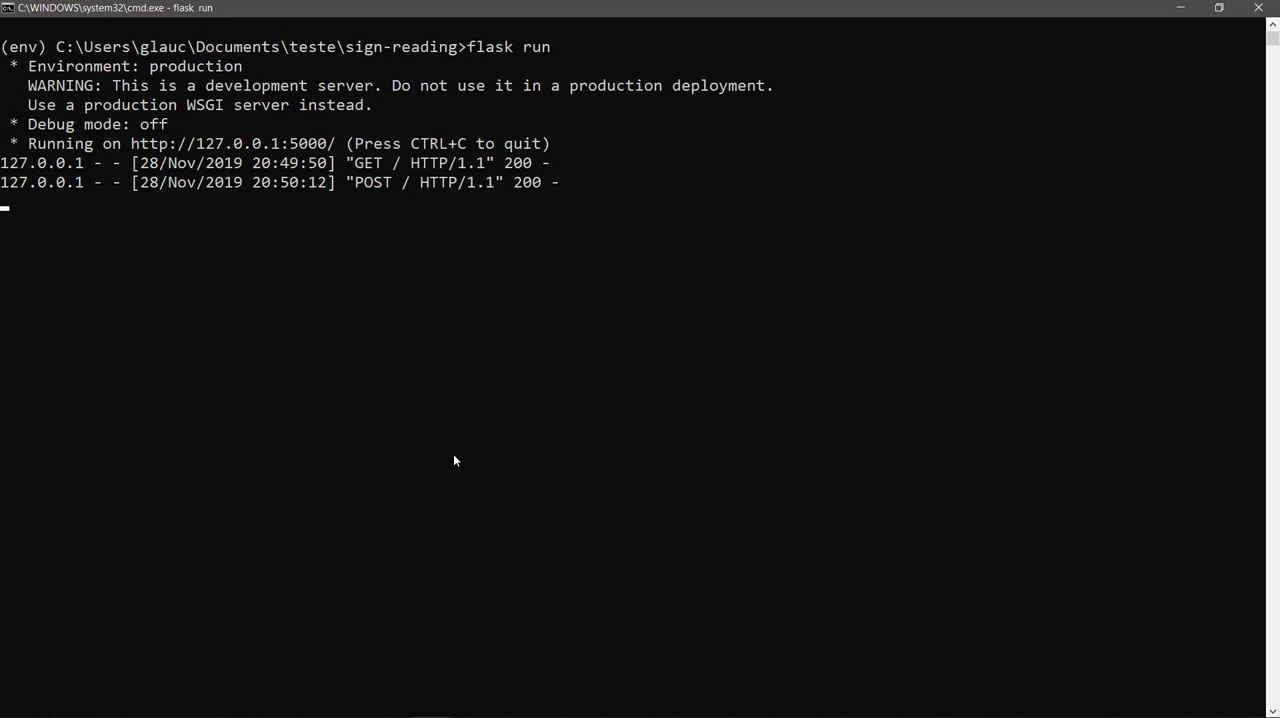 C:\WINDOWS\system32\cmd.exe - flask run
(env) C:\Users\glauc\Documents\teste\sign-reading>flask run
* Environment: production
WARNING: This is a development server. Do not use it in a production deployment.
Use a production WSGI server instead.
* Debug mode: off
* Running on http://127.0.0.1:5000/ (Press CTRL+C to quit)
127.0.0.1 - - [28/Nov/2019 20:49:50] "GET / HTTP/1.1" 200 -
127.0.0.1 - - [28/Nov/2019 20:50:12] "POST / HTTP/1.1" 200 -